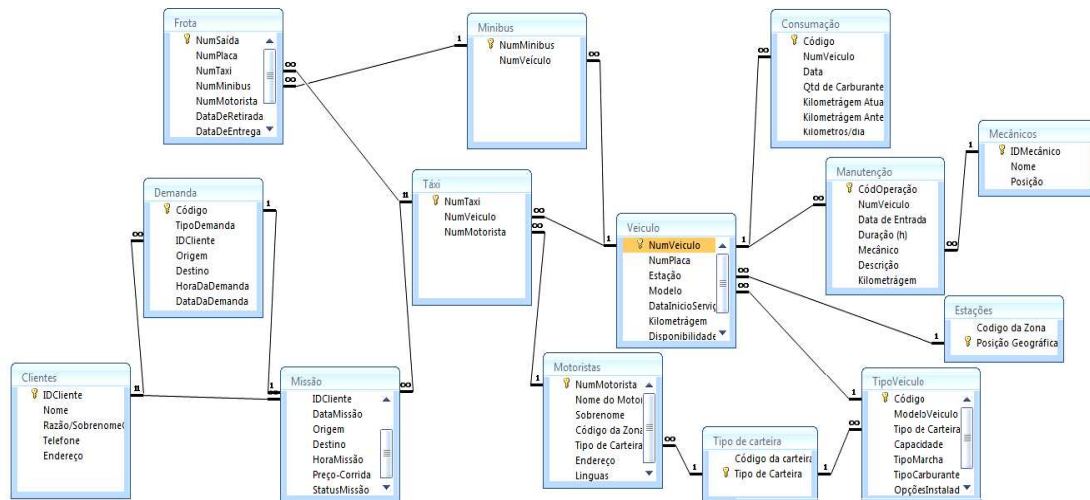 Frota
NumSaída
NumPlaca
NumTaxi
NumMinibus
NumMotorista
DataDeRetirada
DataDeEntrega
Minibus
NumMinibus
NumVeículo
Consumação
Código
NumVeiculo
Data
Qtd de Carburante
Kilometrágem Atua
Kilometrágem Ante
Kilometros/dia
Mecânicos
IDMecânico
Nome
Posição
Demanda
Código
TipoDemanda
IDCliente
Origem
Destino
HoraDaDemanda
DataDaDemanda
Táxi
NumTaxi
NumVeiculo
NumMotorista
Veiculo
NumVeiculo
NumPlaca
Estação
Modelo
DataInicioServiç
Kilometrágem
Disponibilidade
Manutenção
CódOperação
NumVeiculo
Data de Entrada
Duração (h)
Mecânico
Descrição
Kilometrágem
Estações
Codigo da Zona
Posição Geográfica
Clientes
IDCliente
Nome
Razão/Sobrenome
Telefone
Endereço
Missão
IDCliente
DataMissão
Origem
Destino
HoraMissão
Preço-Corrida
StatusMissão
Motoristas
NumMotorista
Nome do Motor
Sobrenome
Código da Zona
Tipo de Carteira
Endereço
Linguas
Tipo de carteira
Código da carteira
Tipo de Carteira
TipoVeiculo
Código
ModeloVeiculo
Tipo de Carteira
Capacidade
TipoMarcha
TipoCarburante
OpçõesInstalad